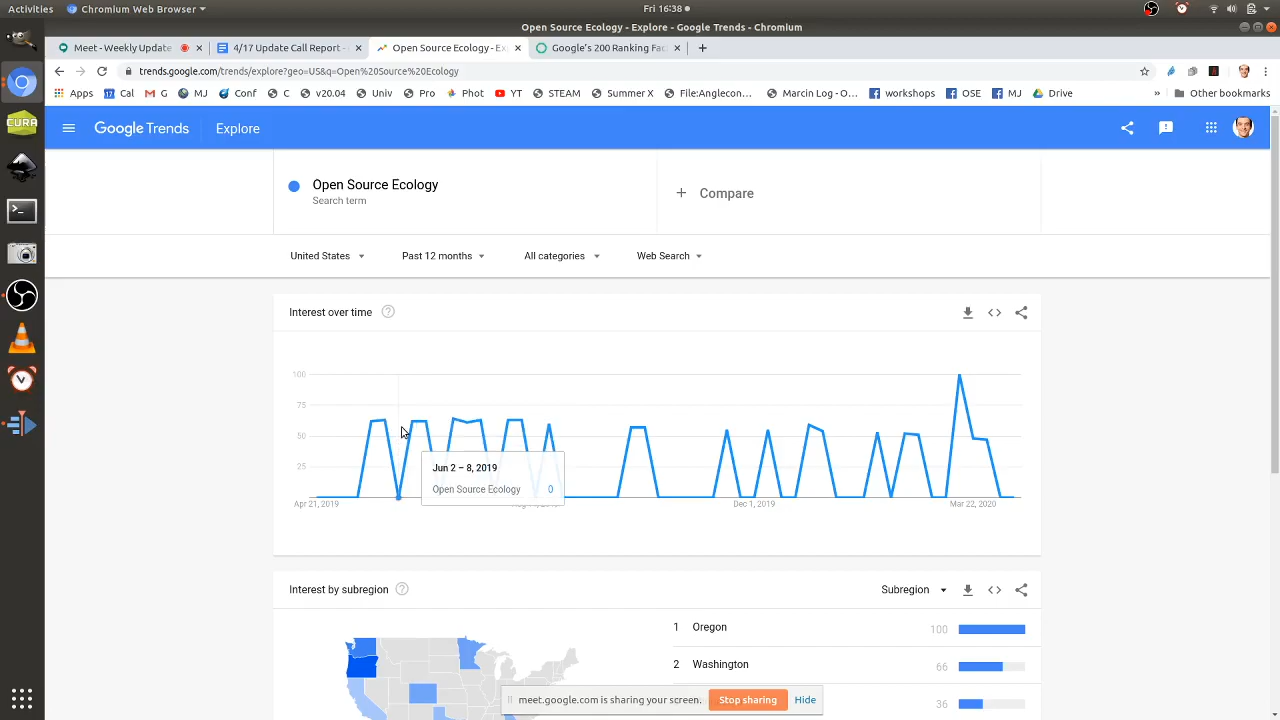 Activities Chromium Web Browser Fri 16:38
Open Source Ecology - Explore - Google Trends - Chromium
Meet - Weekly Update 4/17 Update Call Report - Open Source Ecology - Exp Google's 200 Ranking Fac
trends.google.com/trends/explore?geo=US&q=Open%20Source%20Ecology
Apps Cal G MJ Conf C v20.04 Univ Pro Phot YT STEAM Summer X File:Anglecon... Marcin Log - O... workshops OSE MJ Drive » Other bookmarks
Google Trends Explore
Open Source Ecology
Search term
+ Compare
United States Past 12 months All categories Web Search
Interest over time
100
75
50
25
Jun 2 – 8, 2019
Open Source Ecology 0
Apr 21, 2019 Dec 1, 2019 Mar 22, 2020
Interest by subregion Subregion
1 Oregon 100
2 Washington 66
36
meet.google.com is sharing your screen. Stop sharing Hide
CURA